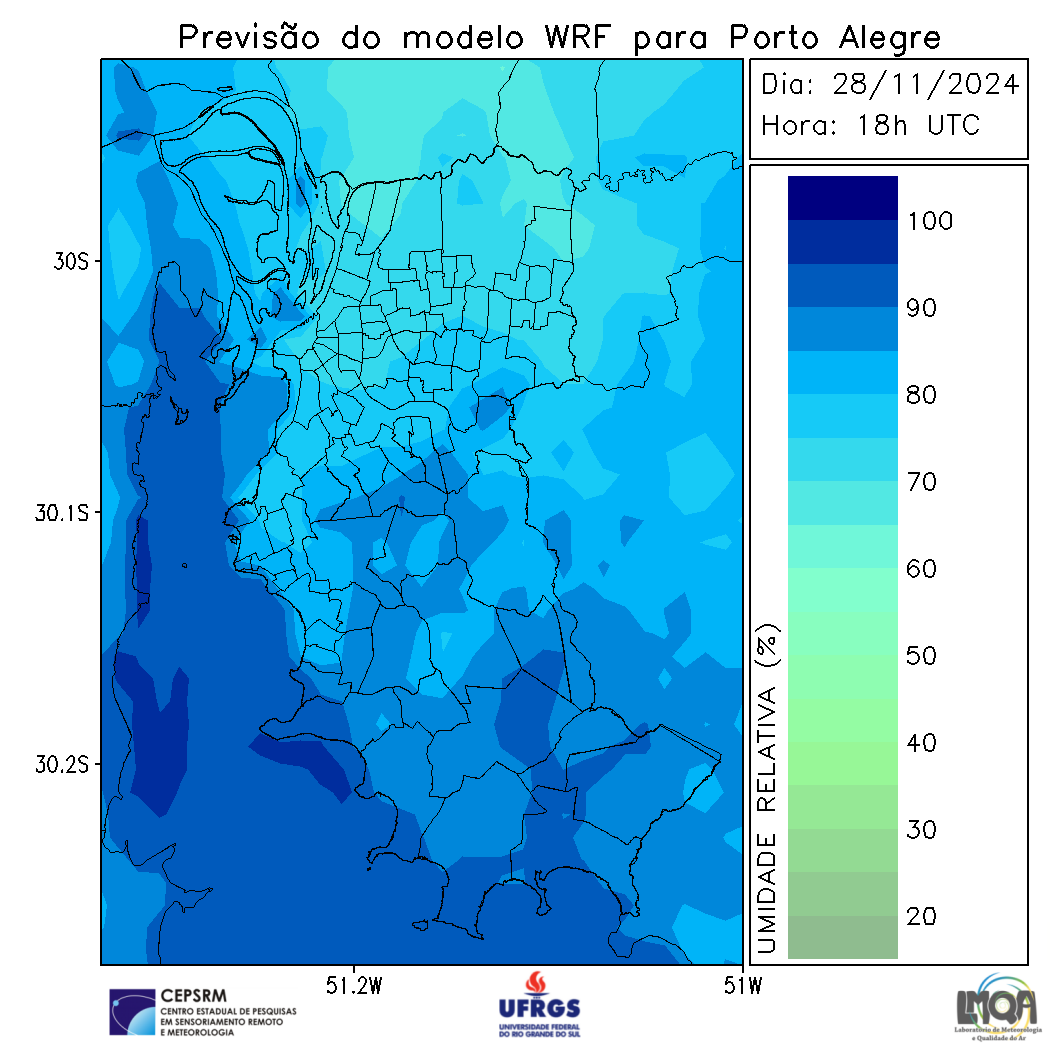 Previsão do modelo WRF para Porto Alegre
Dia: 28/11/2024
Hora: 18h UTC
30S
30.1S
30.2S
51.2W
51W
UMIDADE RELATIVA (%)
100
90
80
70
60
50
40
30
20
CEPSRM
CENTRO ESTADUAL DE PESQUISAS
EM SENSORIAMENTO REMOTO
E METEOROLOGIA
UFRGS
UNIVERSIDADE FEDERAL
DO RIO GRANDE DO SUL
LMQA
Laboratório de Meteorologia
e Qualidade do Ar